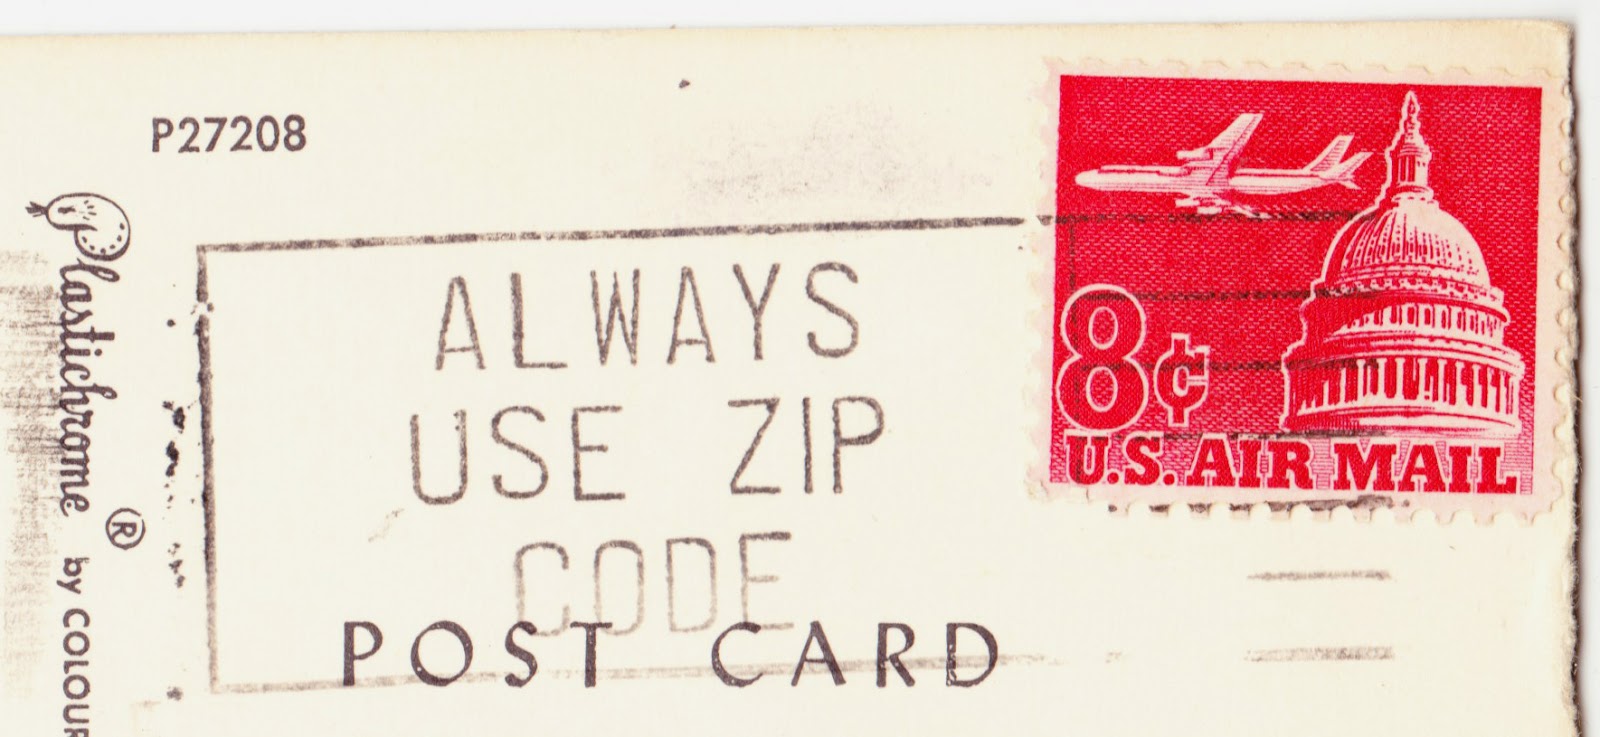 P27208
Plastichrome ® by COLOUR
ALWAYS
USE ZIP
CODE
POST CARD
8¢
U.S. AIR MAIL